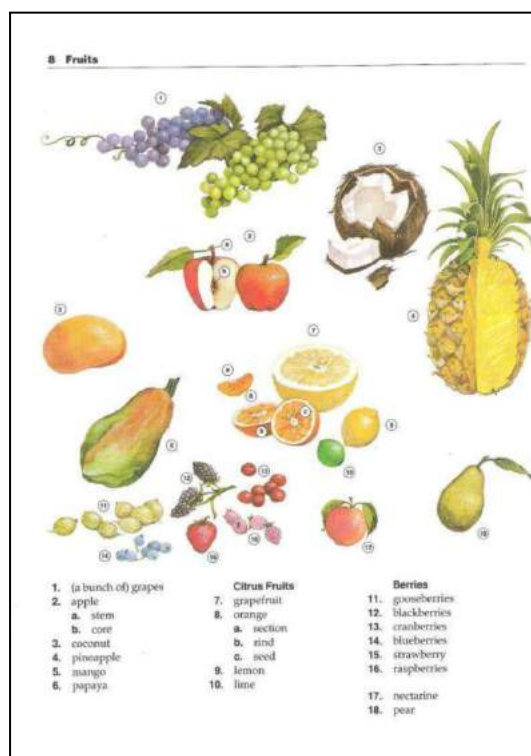 8 Fruits
1. (a bunch of) grapes
2. apple
a. stem
b. core
3. coconut
4. pineapple
5. mango
6. papaya
Citrus Fruits
7. grapefruit
8. orange
a. section
b. rind
c. seed
9. lemon
10. lime
Berries
11. gooseberries
12. blackberries
13. cranberries
14. blueberries
15. strawberry
16. raspberries
17. nectarine
18. pear